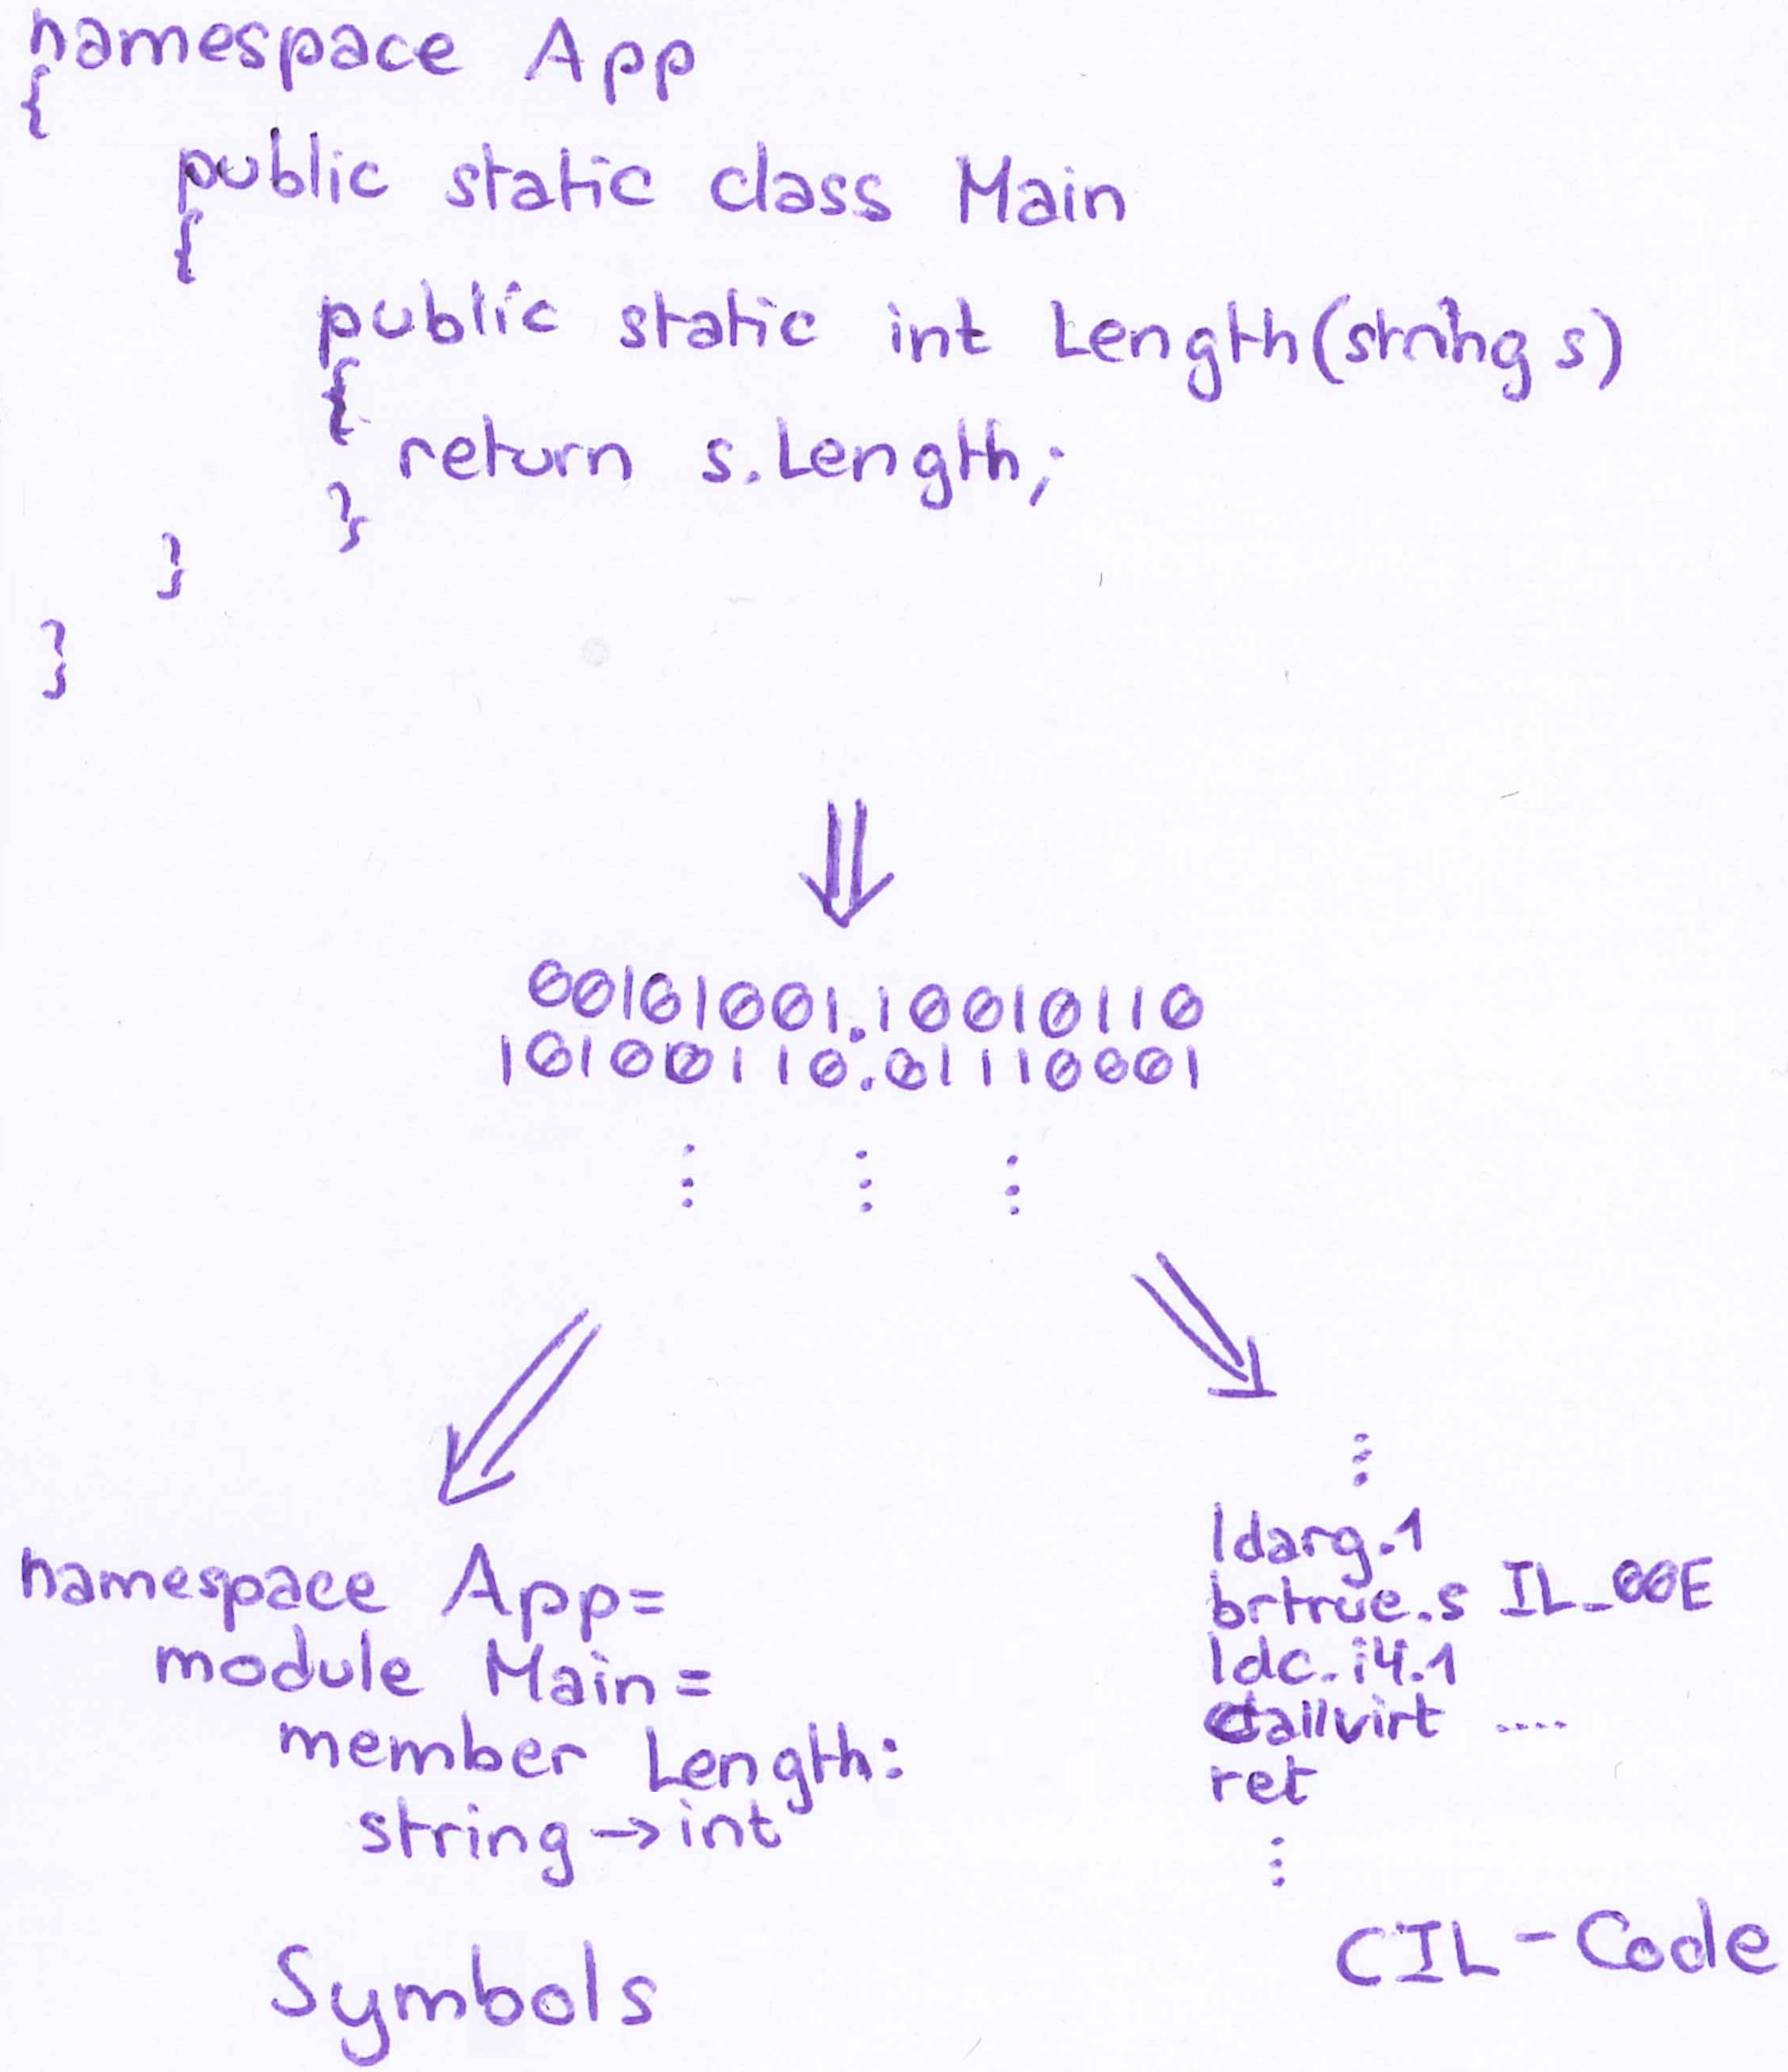 namespace App
{
public static class Main
{
public static int Length(string s)
{
return s.Length;
}
}
}
00101001.10010110
10100110.01110001
namespace App=
module Main=
member Length:
string→int
Symbols
ldarg.1
brtrue.s IL_00E
ldc.i4.1
callvirt ....
ret
CIL-Code